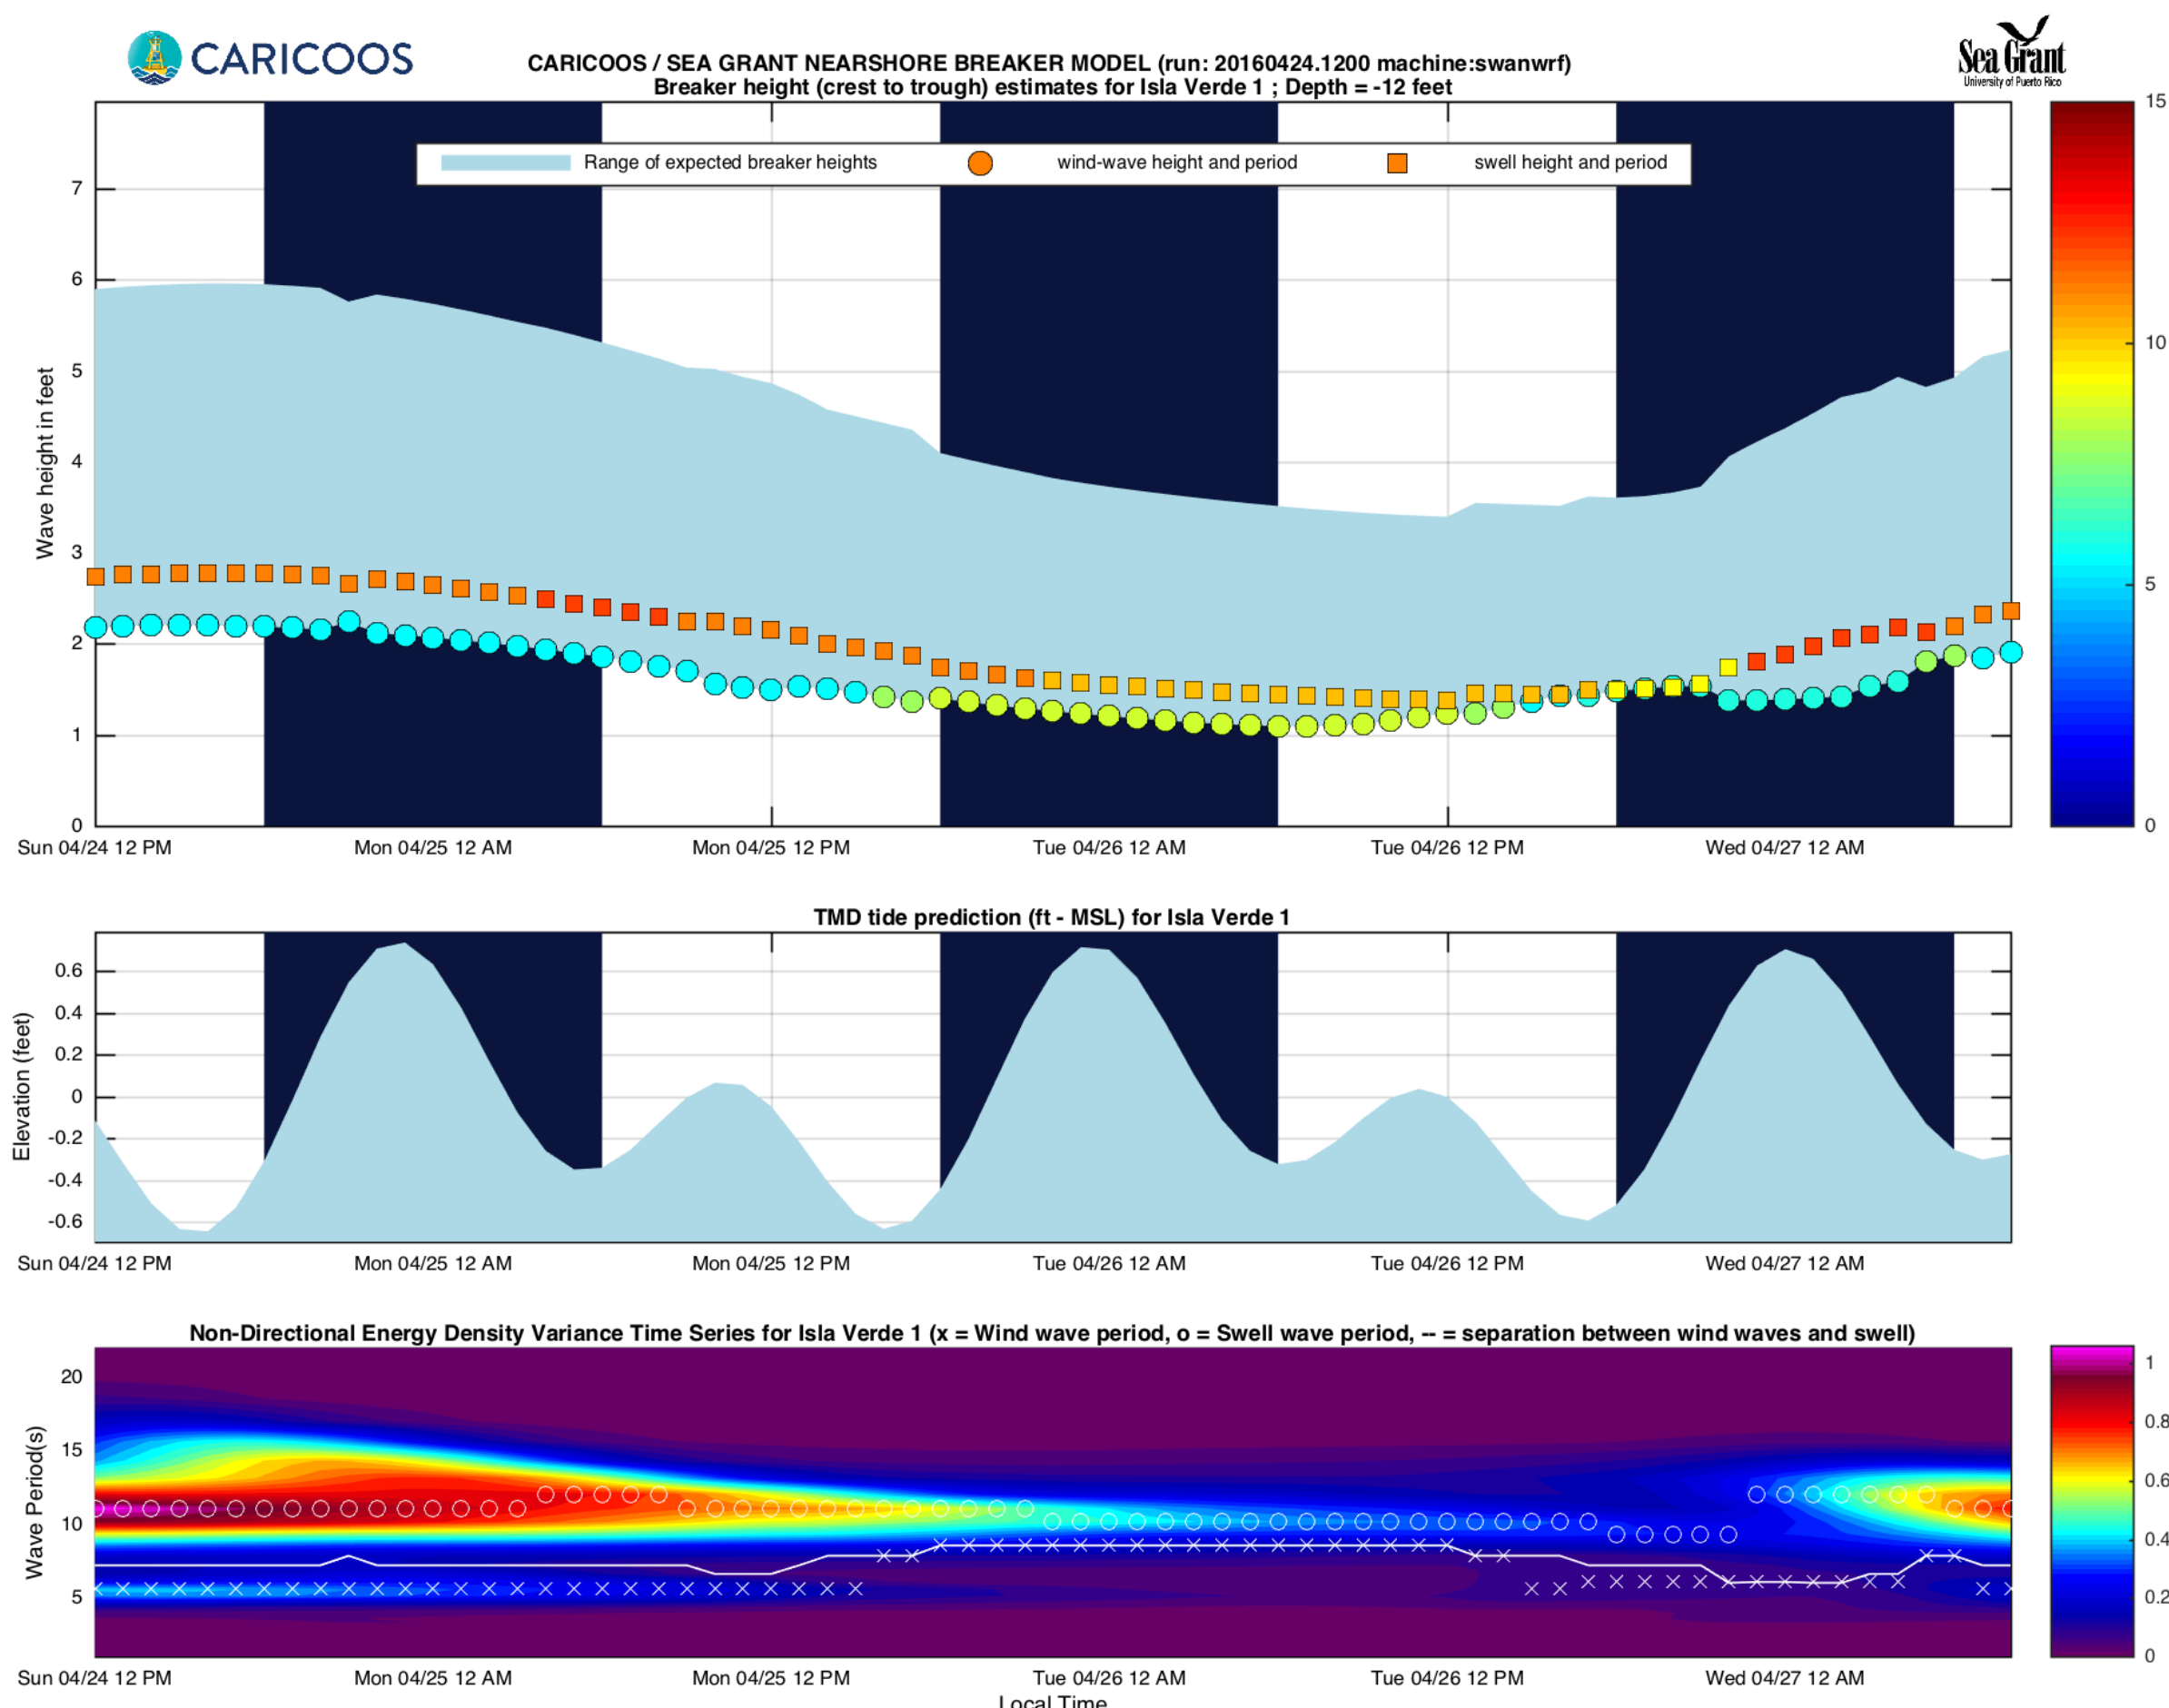 CARICOOS
CARICOOS / SEA GRANT NEARSHORE BREAKER MODEL (run: 20160424.1200 machine:swanwrf)
Breaker height (crest to trough) estimates for Isla Verde 1 ; Depth = -12 feet
Sea Grant
University of Puerto Rico
Range of expected breaker heights
wind-wave height and period
swell height and period
Wave height in feet
7
6
5
4
3
2
1
0
15
10
5
0
Sun 04/24 12 PM
Mon 04/25 12 AM
Mon 04/25 12 PM
Tue 04/26 12 AM
Tue 04/26 12 PM
Wed 04/27 12 AM
TMD tide prediction (ft - MSL) for Isla Verde 1
Elevation (feet)
0.6
0.4
0.2
0
-0.2
-0.4
-0.6
Sun 04/24 12 PM
Mon 04/25 12 AM
Mon 04/25 12 PM
Tue 04/26 12 AM
Tue 04/26 12 PM
Wed 04/27 12 AM
Non-Directional Energy Density Variance Time Series for Isla Verde 1 (x = Wind wave period, o = Swell wave period, -- = separation between wind waves and swell)
Wave Period(s)
20
15
10
5
1
0.8
0.6
0.4
0.2
0
Sun 04/24 12 PM
Mon 04/25 12 AM
Mon 04/25 12 PM
Tue 04/26 12 AM
Tue 04/26 12 PM
Wed 04/27 12 AM
Local Time